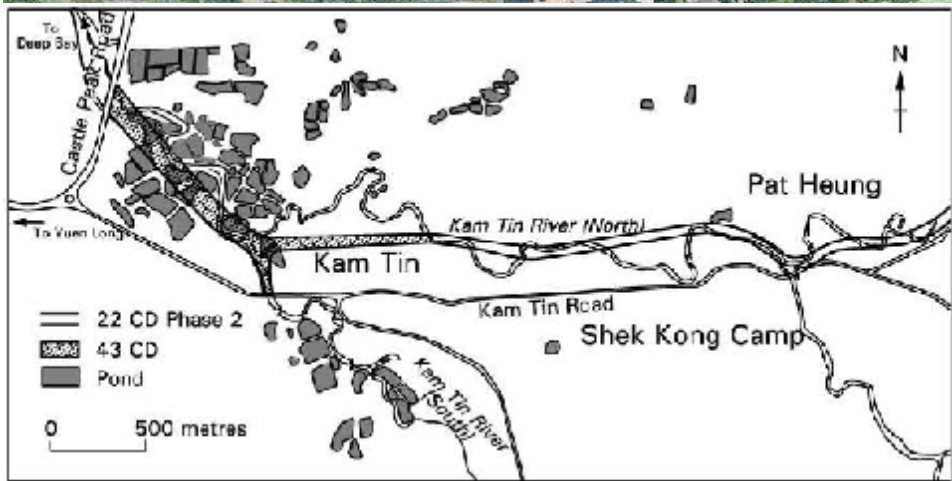 To
Deep Bay
Castle Peak Road
N
Pat Heung
Kam Tin River (North)
To Yuen Long
Kam Tin
Kam Tin Road
Shek Kong Camp
22 CD Phase 2
43 CD
Pond
Kam Tin River
(South)
0 500 metres